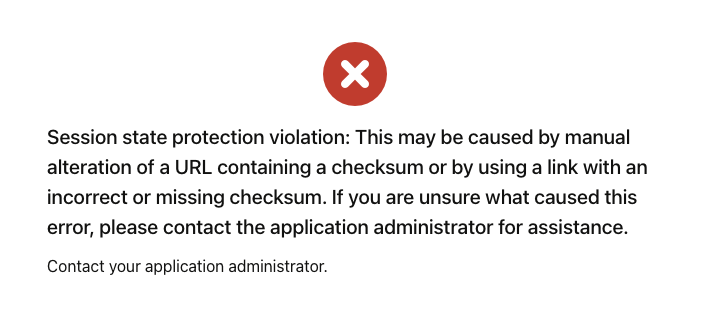 Session state protection violation: This may be caused by manual
alteration of a URL containing a checksum or by using a link with an
incorrect or missing checksum. If you are unsure what caused this
error, please contact the application administrator for assistance.
Contact your application administrator.